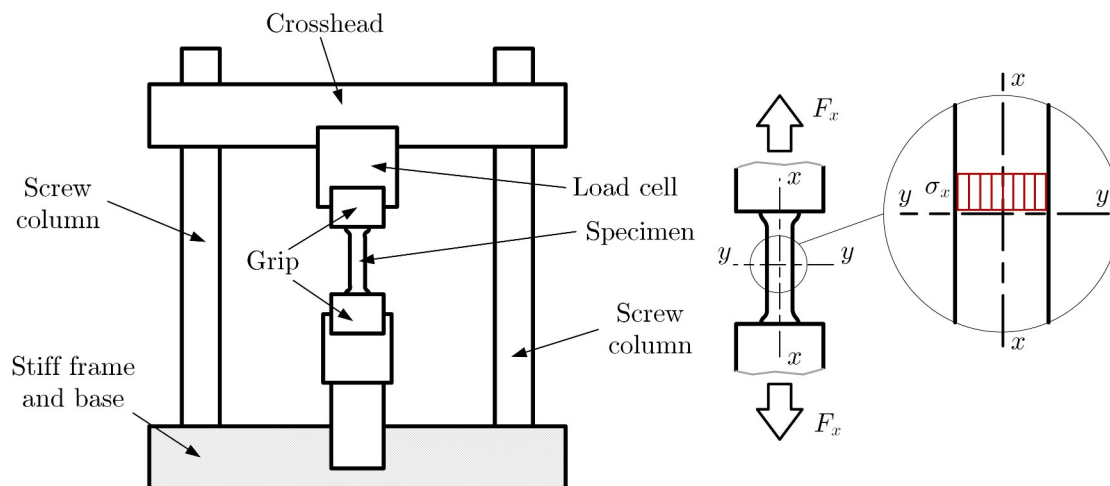 Crosshead
Screw
column
Load cell
Specimen
Grip
Screw
column
Stiff frame
and base
F_x
x
y
y
x
F_x
x
σ_x
y
y
x